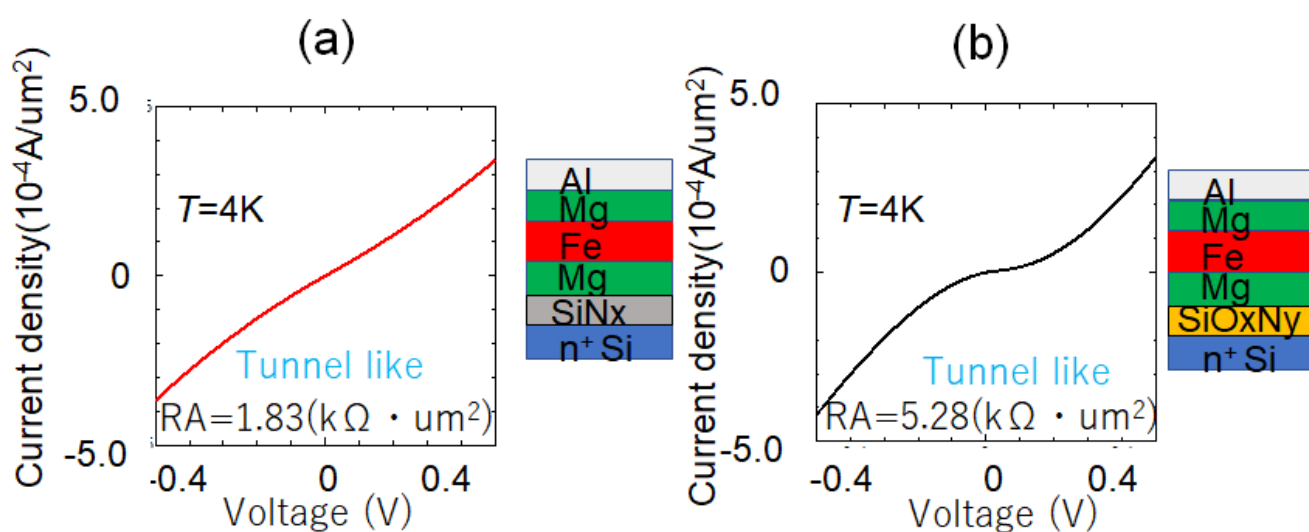 (a)
Current density(10⁻⁴A/um²)
5.0
0
-5.0
T=4K
Tunnel like
RA=1.83(kΩ・um²)
-0.4
0
0.4
Voltage (V)
Al
Mg
Fe
Mg
SiNx
n⁺ Si
(b)
Current density(10⁻⁴A/um²)
5.0
0
-5.0
T=4K
Tunnel like
RA=5.28(kΩ・um²)
-0.4
0
0.4
Voltage (V)
Al
Mg
Fe
Mg
SiOxNy
n⁺ Si